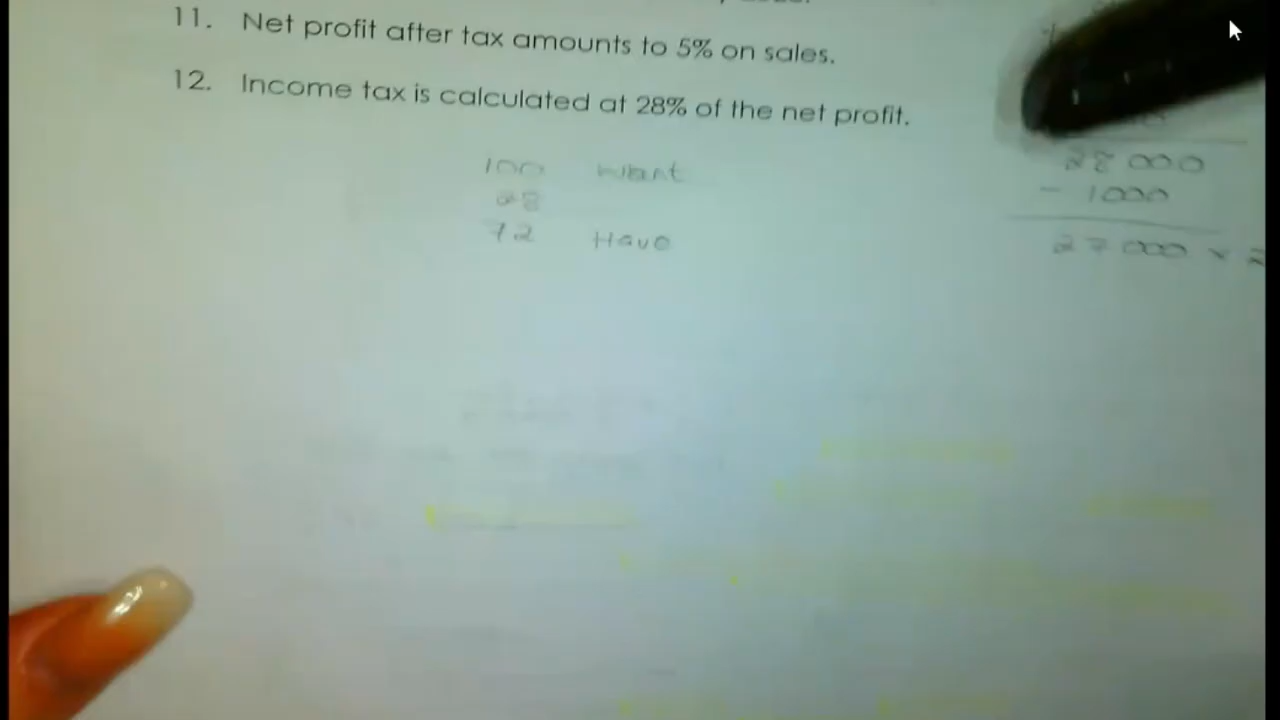 11. Net profit after tax amounts to 5% on sales.
12. Income tax is calculated at 28% of the net profit.
100 Want
28
72 Have
28 000
- 1000
27 000 x